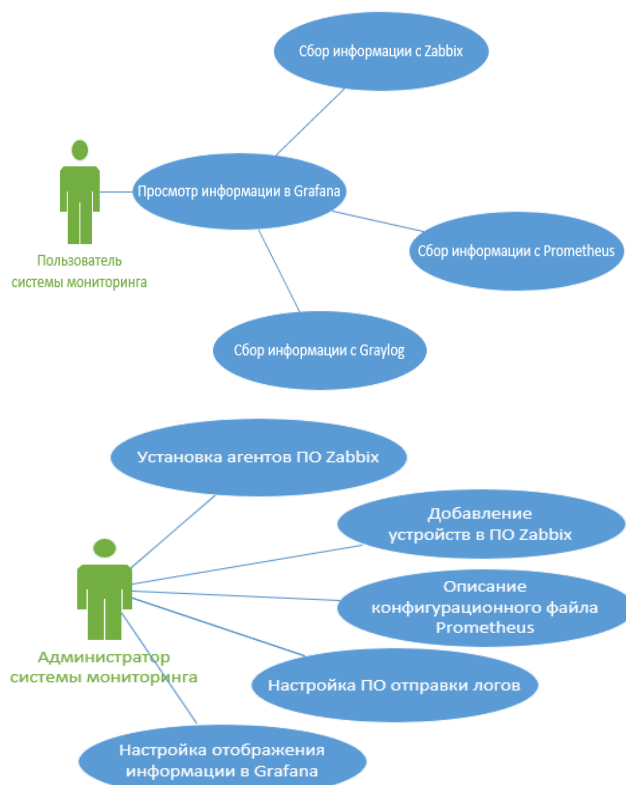 Сбор информации с Zabbix
Просмотр информации в Grafana
Пользователь
системы мониторинга
Сбор информации с Prometheus
Сбор информации с Graylog
Установка агентов ПО Zabbix
Добавление
устройств в ПО Zabbix
Описание
конфигурационного файла
Prometheus
Администратор
системы мониторинга
Настройка ПО отправки логов
Настройка отображения
информации в Grafana